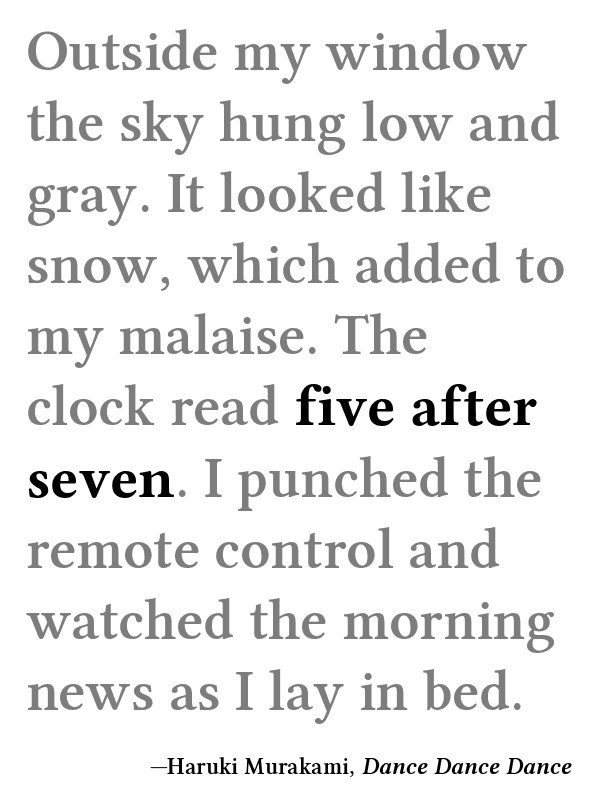 Outside my window
the sky hung low and
gray. It looked like
snow, which added to
my malaise. The
clock read five after
seven. I punched the
remote control and
watched the morning
news as I lay in bed.
—Haruki Murakami, Dance Dance Dance